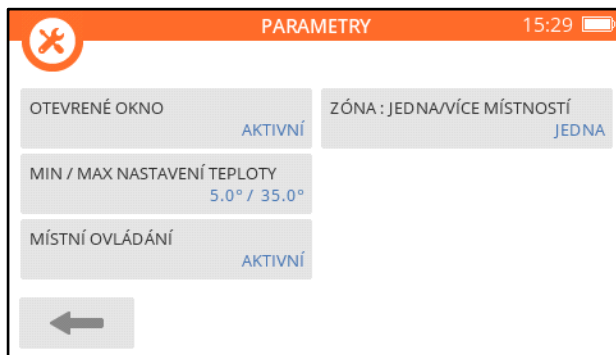 PARAMETRY 15:29
OTEVRENÉ OKNO
AKTIVNÍ
ZÓNA : JEDNA/VÍCE MÍSTNOSTÍ
JEDNA
MIN / MAX NASTAVENÍ TEPLOTY
5.0° / 35.0°
MÍSTNÍ OVLÁDÁNÍ
AKTIVNÍ